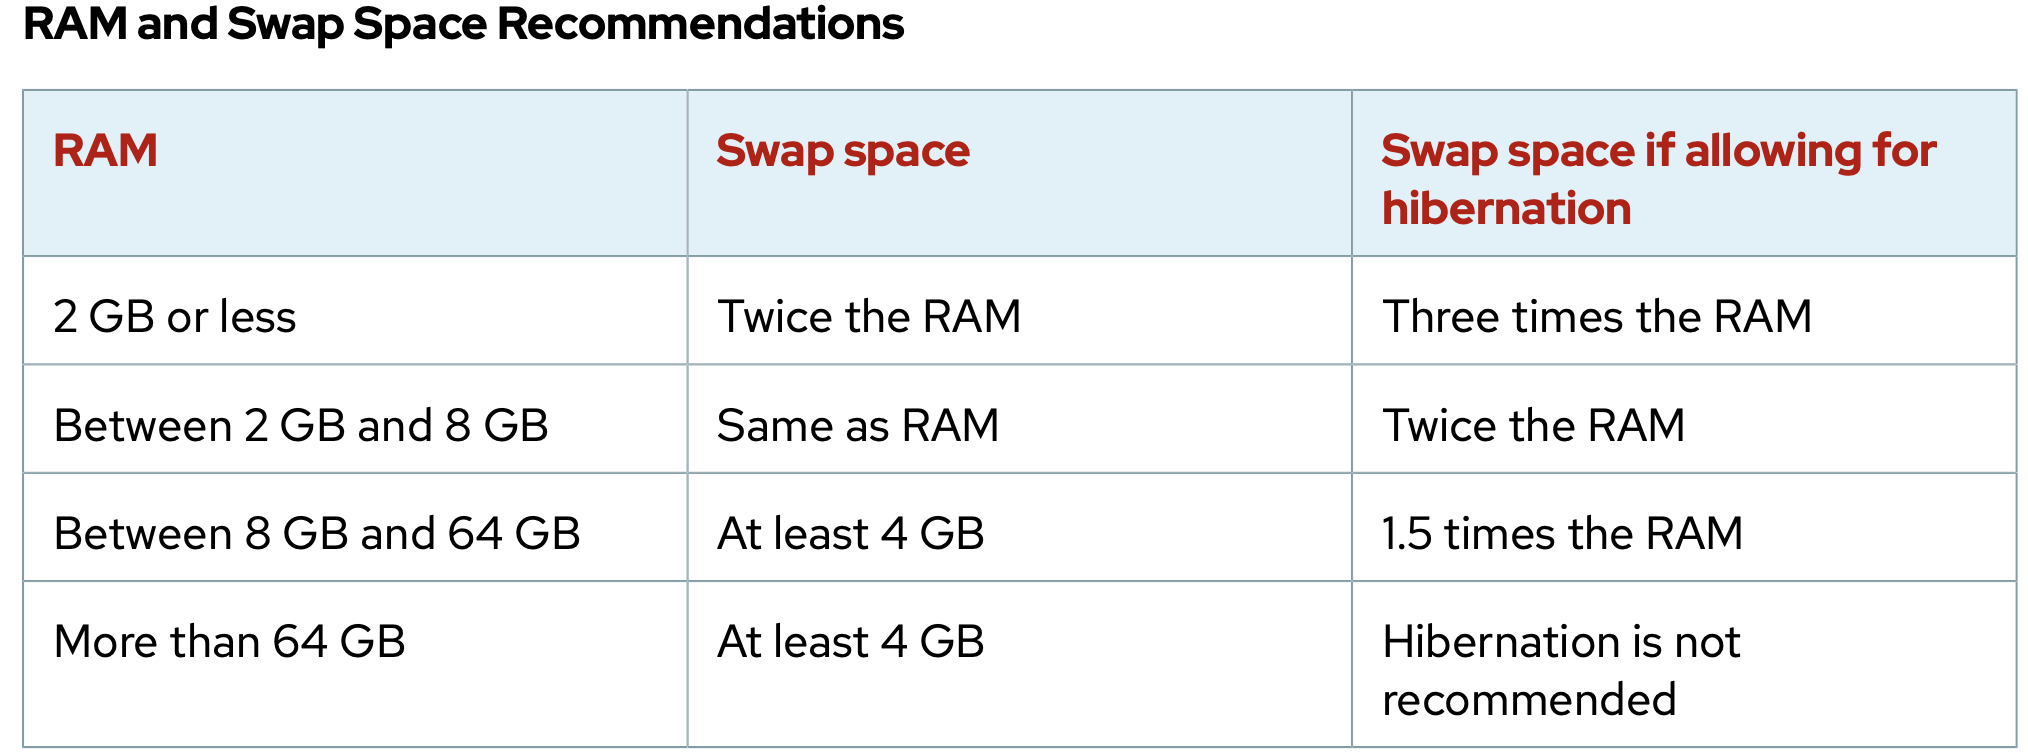 RAM and Swap Space Recommendations
RAM
Swap space
Swap space if allowing for
hibernation
2 GB or less
Twice the RAM
Three times the RAM
Between 2 GB and 8 GB
Same as RAM
Twice the RAM
Between 8 GB and 64 GB
At least 4 GB
1.5 times the RAM
More than 64 GB
At least 4 GB
Hibernation is not
recommended